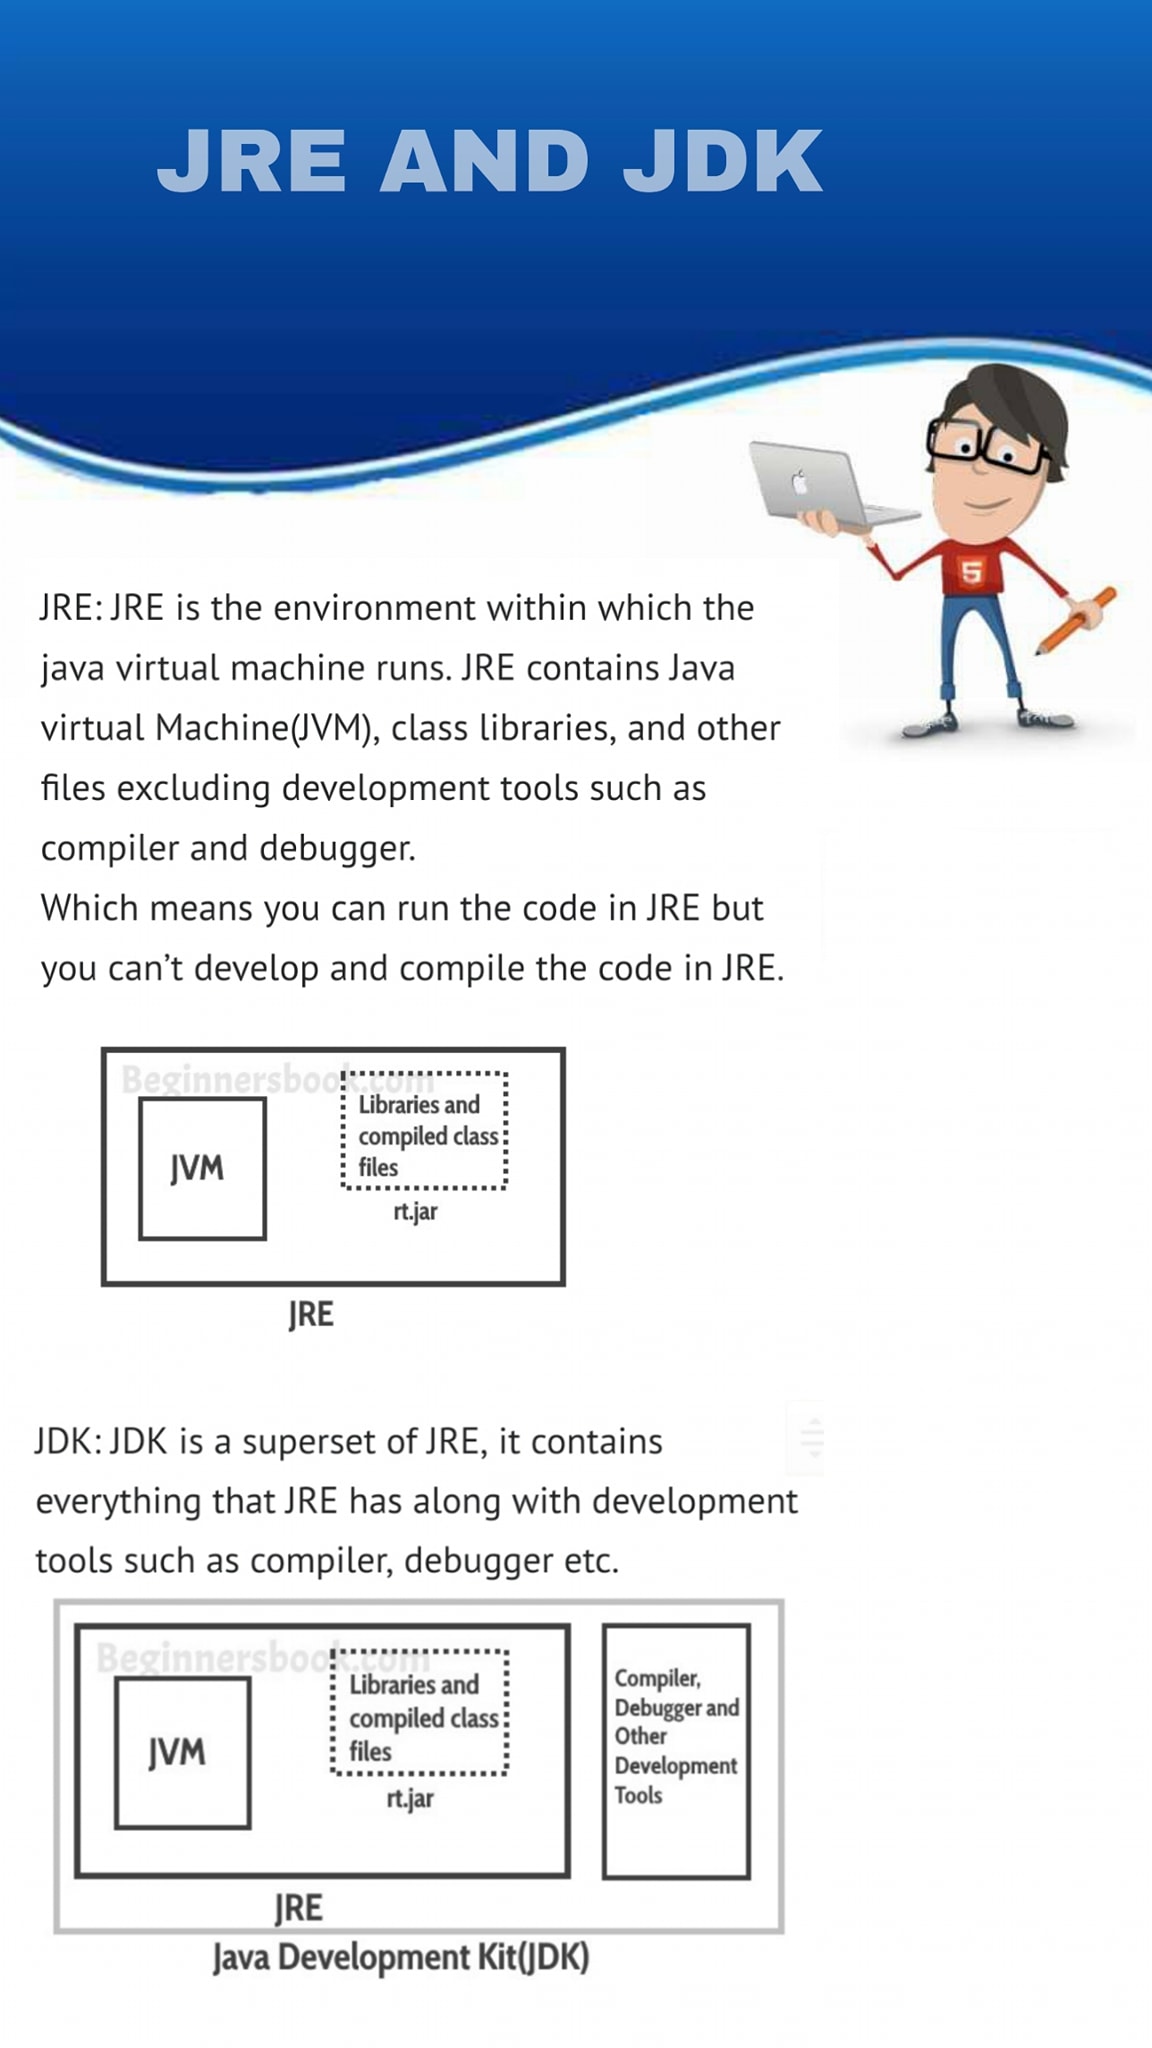 JRE AND JDK
5
JRE: JRE is the environment within which the
java virtual machine runs. JRE contains Java
virtual Machine(JVM), class libraries, and other
files excluding development tools such as
compiler and debugger.
Which means you can run the code in JRE but
you can’t develop and compile the code in JRE.
Beginnersbook.com
Libraries and
compiled class
files
JVM
rt.jar
JRE
JDK: JDK is a superset of JRE, it contains
everything that JRE has along with development
tools such as compiler, debugger etc.
Beginnersbook.com
Libraries and
compiled class
files
JVM
rt.jar
Compiler,
Debugger and
Other
Development
Tools
JRE
Java Development Kit(JDK)